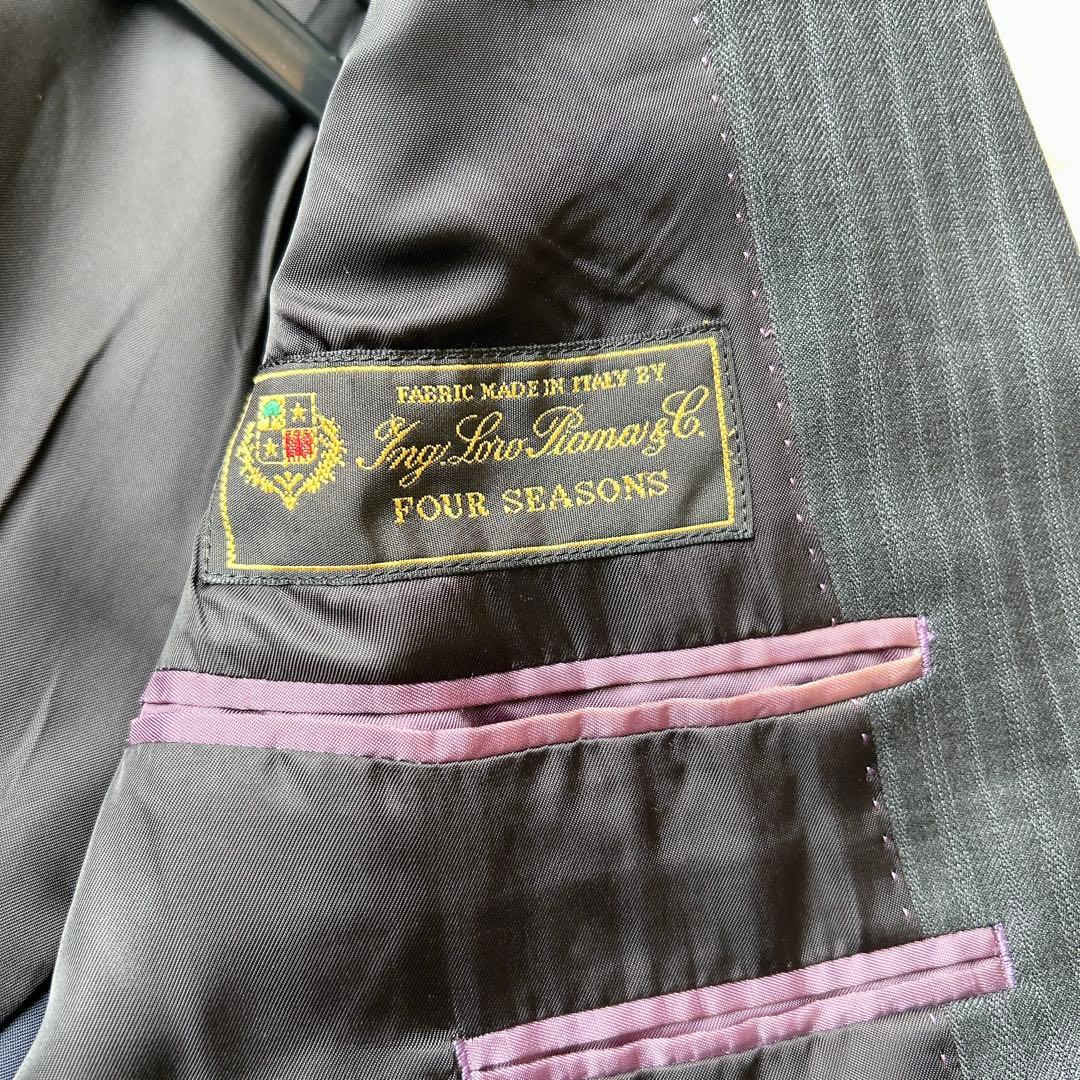 FABRIC MADE IN ITALY BY
Ing. Loro Piana & C.
FOUR SEASONS